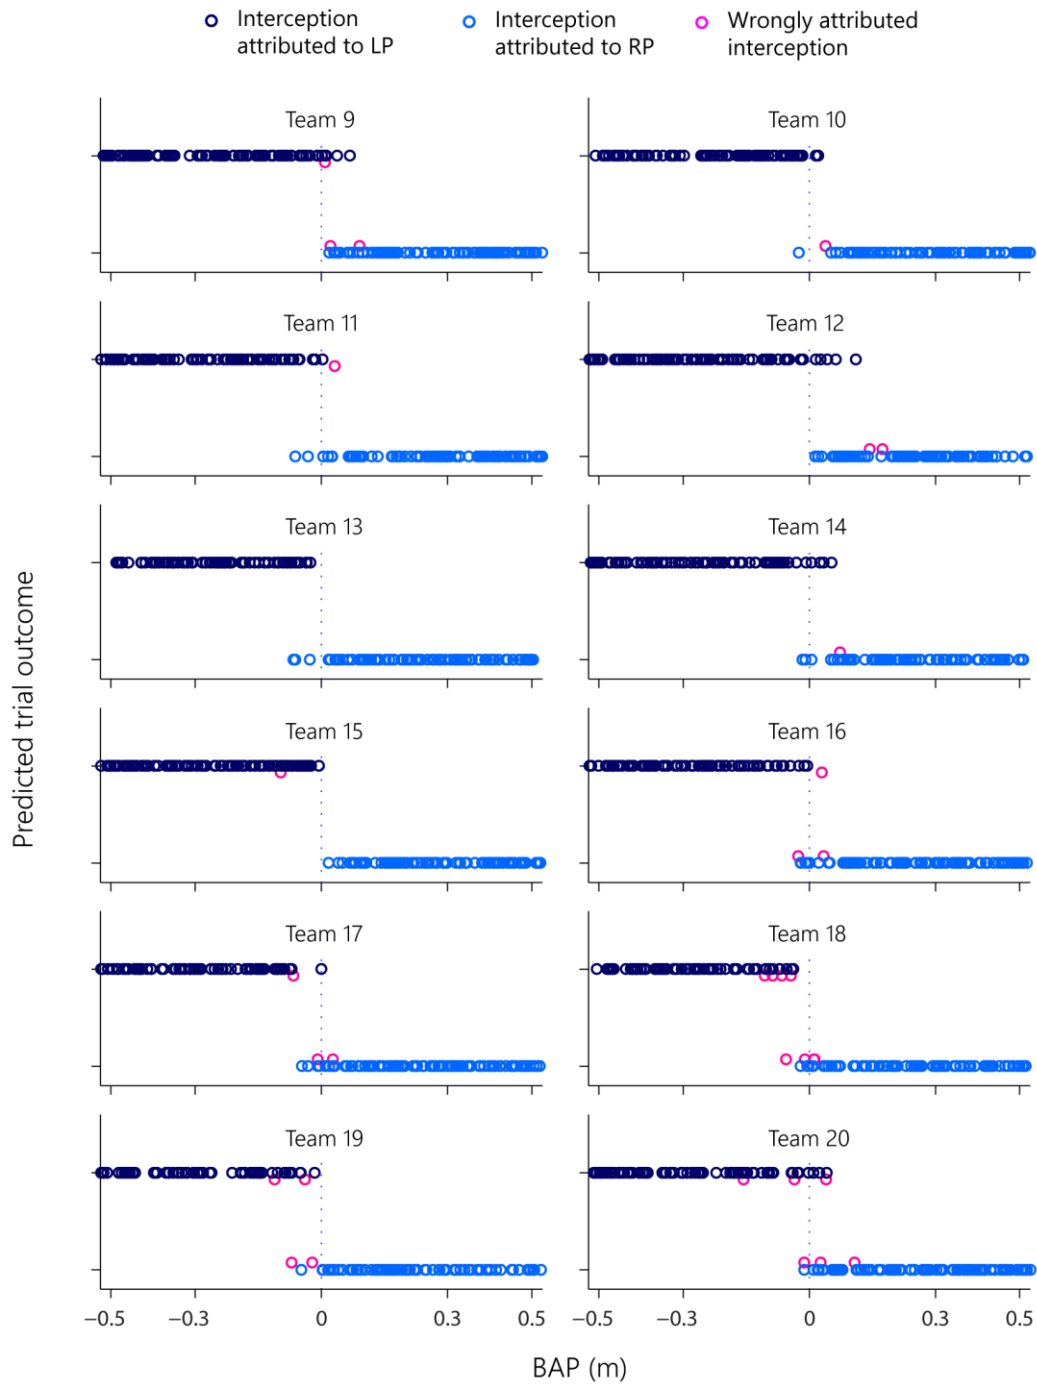 Interception
attributed to LP
Interception
attributed to RP
Wrongly attributed
interception
Team 9
Team 10
Team 11
Team 12
Team 13
Team 14
Team 15
Team 16
Team 17
Team 18
Team 19
Team 20
Predicted trial outcome
−0.5 −0.3 0 0.3 0.5
−0.5 −0.3 0 0.3 0.5
BAP (m)